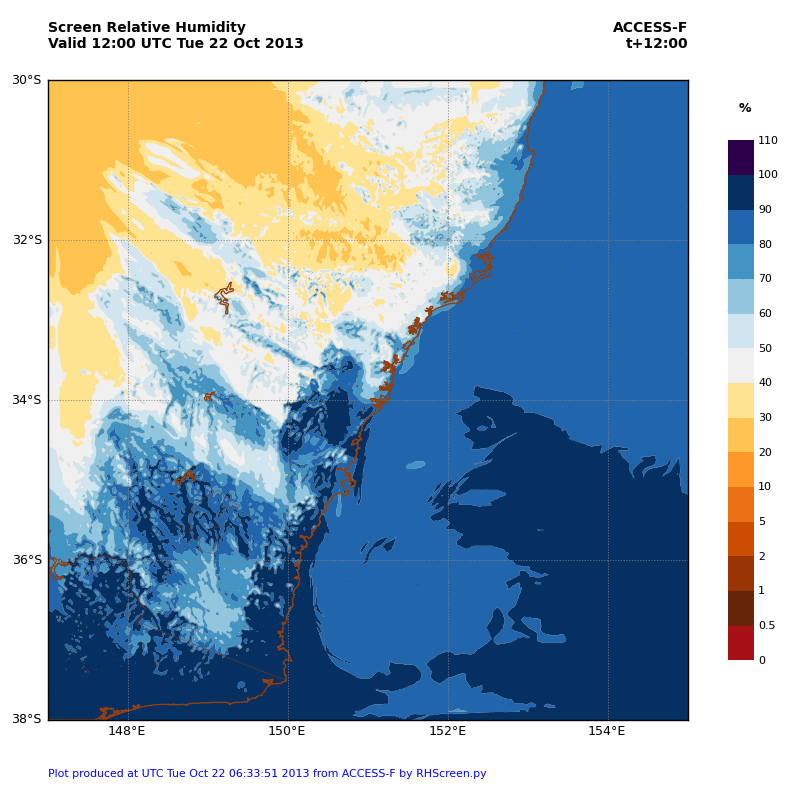 Screen Relative Humidity
Valid 12:00 UTC Tue 22 Oct 2013
ACCESS-F
t+12:00
%
110
100
90
80
70
60
50
40
30
20
10
5
2
1
0.5
0
30°S
32°S
34°S
36°S
38°S
148°E
150°E
152°E
154°E
Plot produced at UTC Tue Oct 22 06:33:51 2013 from ACCESS-F by RHScreen.py